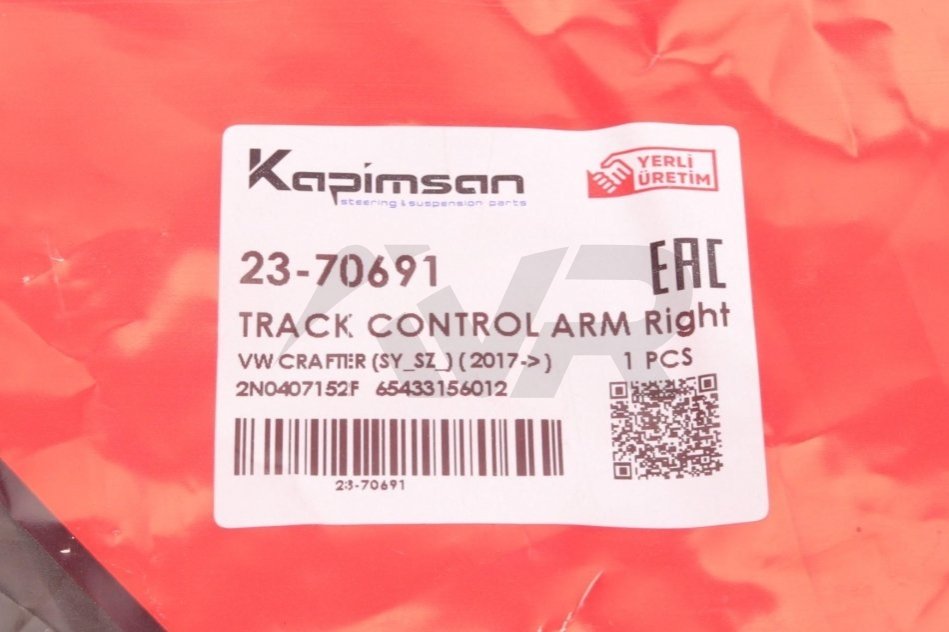 Kapimsan
steering & suspension parts
YERLİ
ÜRETİM
23-70691
EAC
VR
TRACK CONTROL ARM Right
VW CRAFTER (SY_SZ_) (2017->) 1 PCS
2N0407152F 65433156012
23-70691